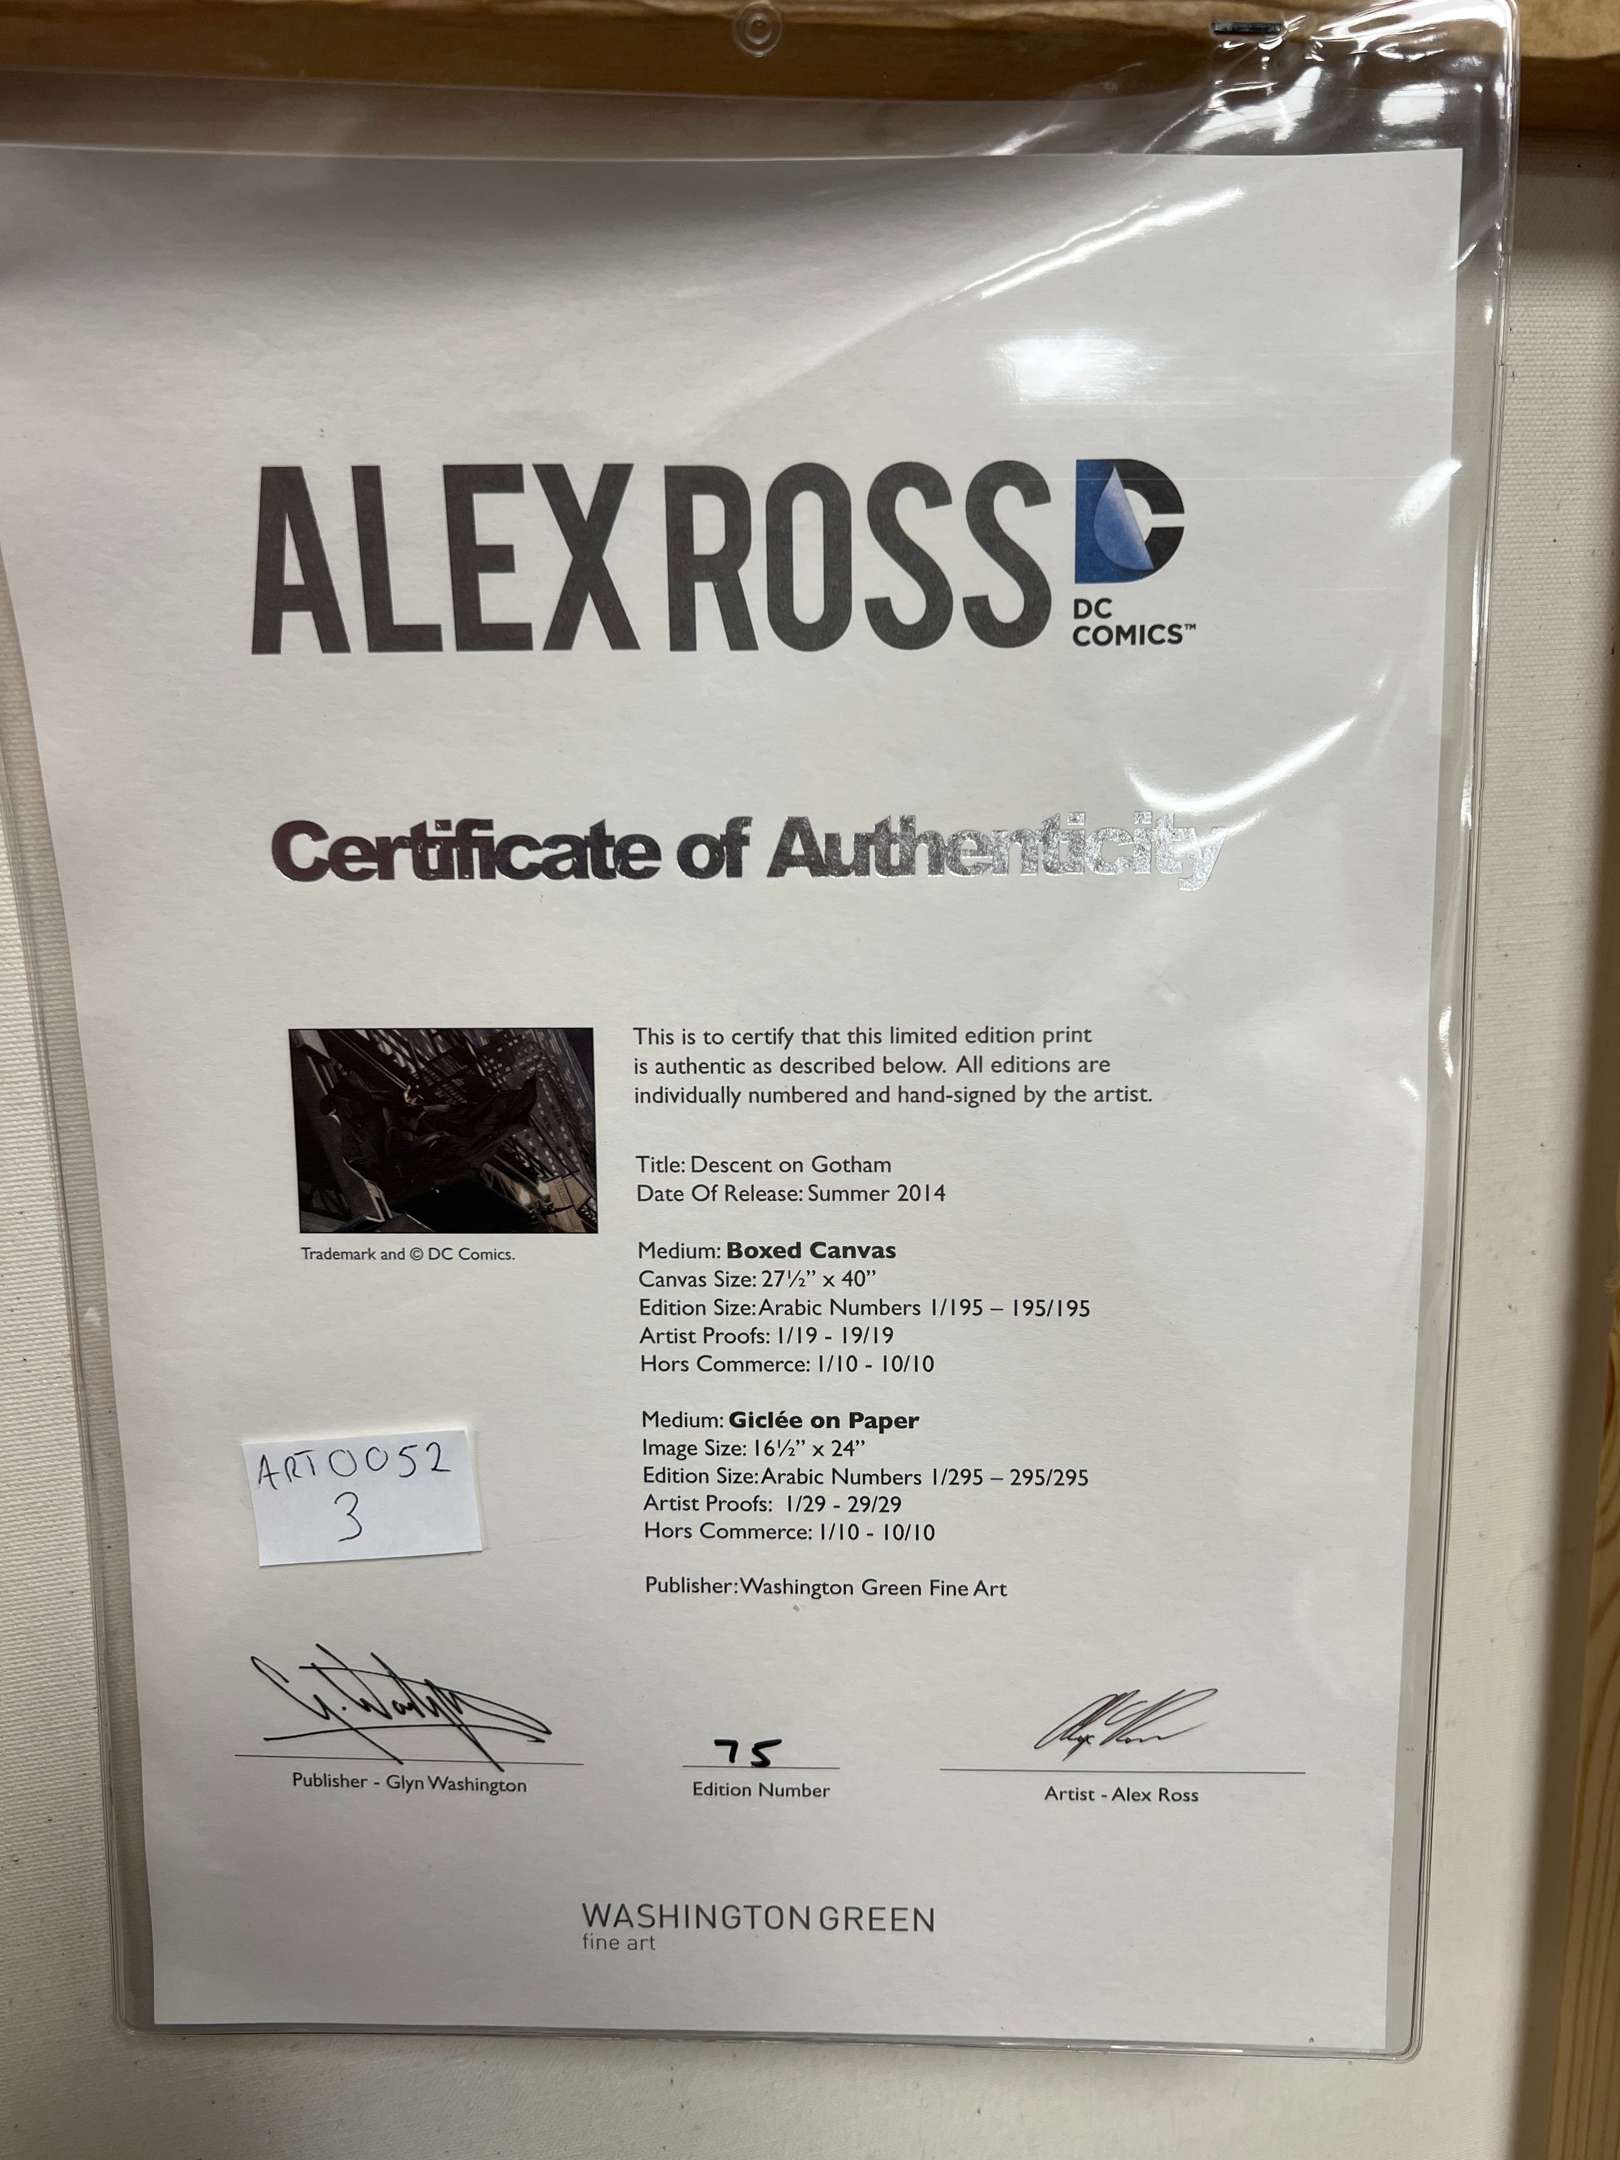 ALEX ROSS
DC
COMICS™
Certificate of Authenticity
This is to certify that this limited edition print
is authentic as described below. All editions are
individually numbered and hand-signed by the artist.
Title: Descent on Gotham
Date Of Release: Summer 2014
Trademark and © DC Comics.
Medium: Boxed Canvas
Canvas Size: 27½” x 40”
Edition Size: Arabic Numbers 1/195 – 195/195
Artist Proofs: 1/19 - 19/19
Hors Commerce: 1/10 - 10/10
Medium: Giclée on Paper
Image Size: 16½” x 24”
Edition Size: Arabic Numbers 1/295 – 295/295
Artist Proofs: 1/29 - 29/29
Hors Commerce: 1/10 - 10/10
ART0052
3
Publisher: Washington Green Fine Art
G. Washington
75
Alex Ross
Publisher - Glyn Washington
Edition Number
Artist - Alex Ross
WASHINGTON GREEN
fine art